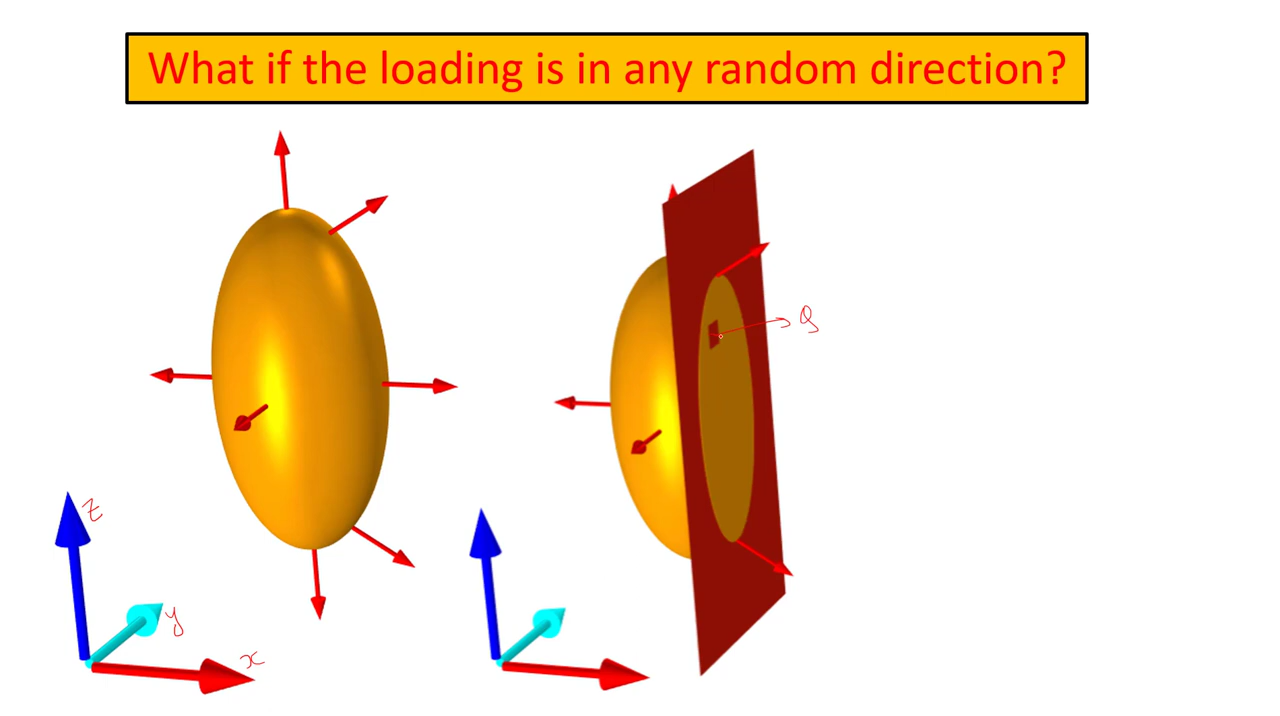 What if the loading is in any random direction?
Q
z
y
x